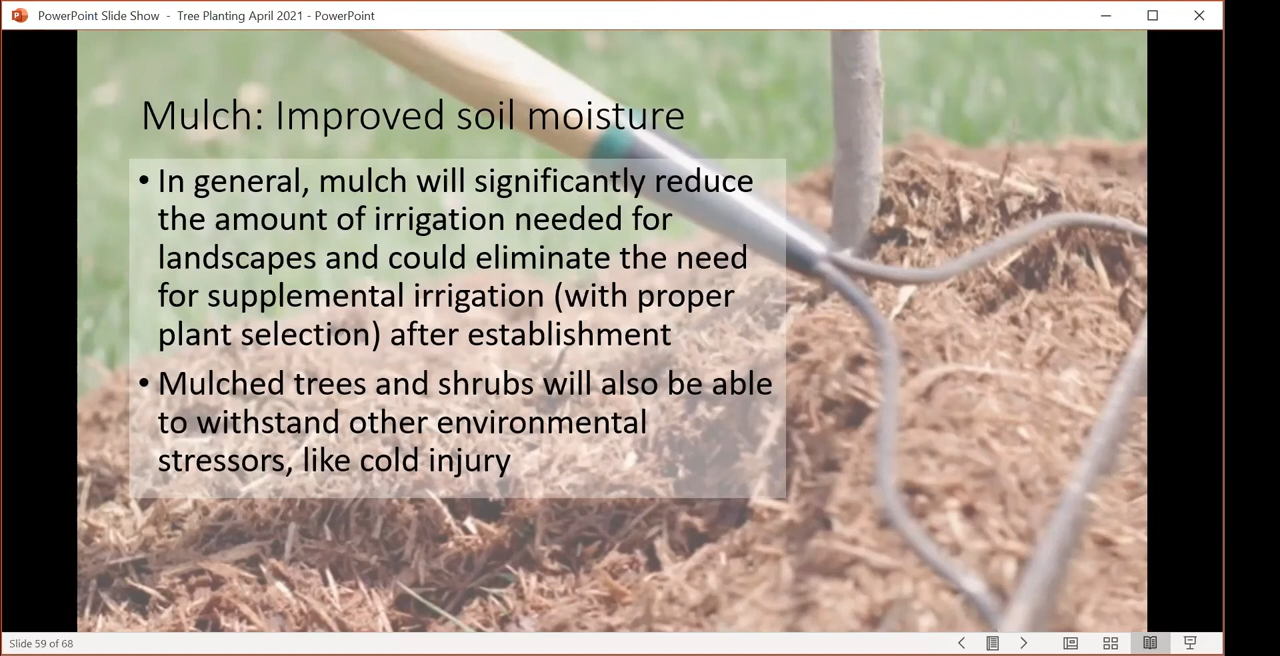 PowerPoint Slide Show - Tree Planting April 2021 - PowerPoint
Mulch: Improved soil moisture
• In general, mulch will significantly reduce
the amount of irrigation needed for
landscapes and could eliminate the need
for supplemental irrigation (with proper
plant selection) after establishment
• Mulched trees and shrubs will also be able
to withstand other environmental
stressors, like cold injury
Slide 59 of 68